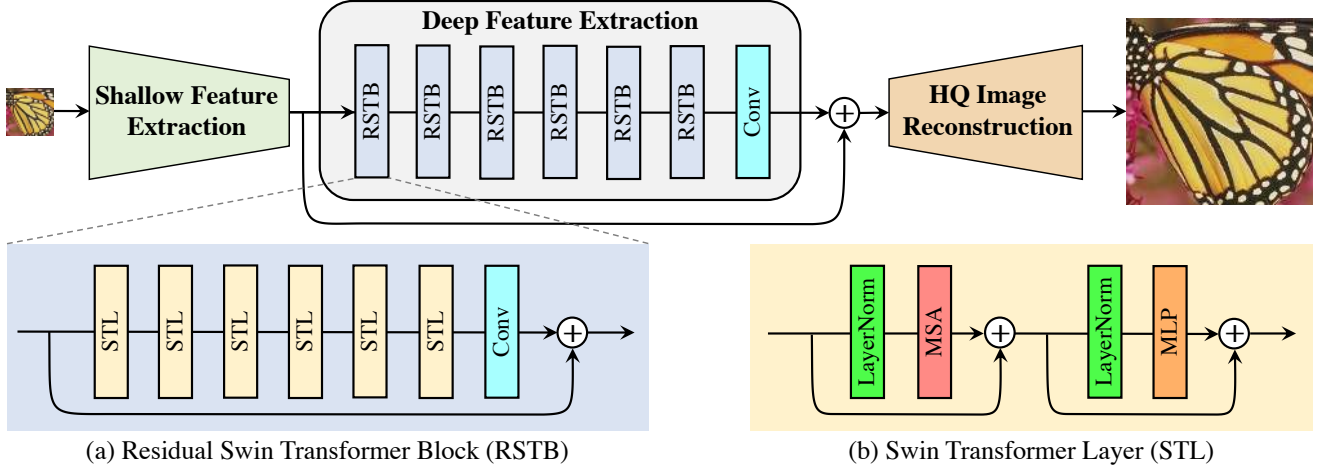 Deep Feature Extraction
Shallow Feature
Extraction
RSTB
RSTB
RSTB
RSTB
RSTB
RSTB
Conv
+
HQ Image
Reconstruction
STL
STL
STL
STL
STL
STL
Conv
+
LayerNorm
MSA
+
LayerNorm
MLP
+
(a) Residual Swin Transformer Block (RSTB)
(b) Swin Transformer Layer (STL)